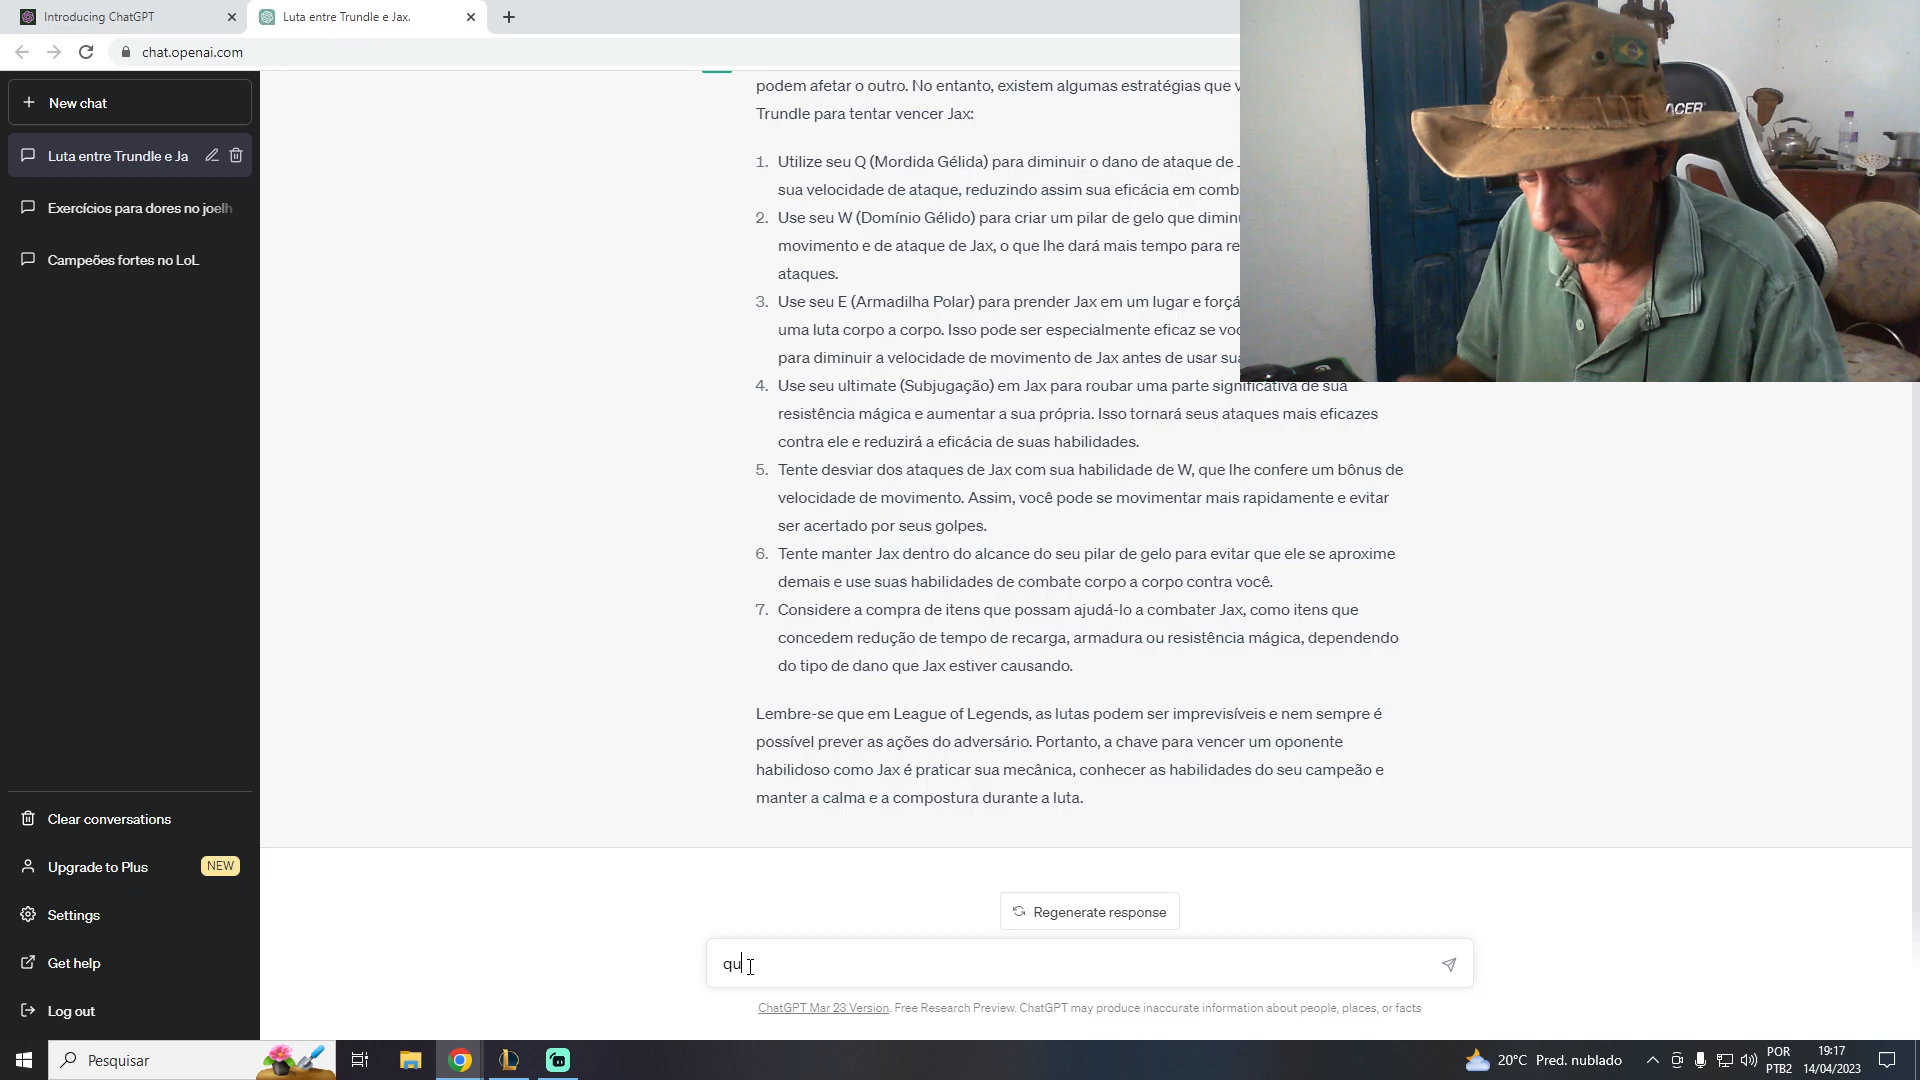 Introducing ChatGPT
Luta entre Trundle e Jax.
chat.openai.com
New chat
Luta entre Trundle e Ja
Exercícios para dores no joelh
Campeões fortes no LoL
podem afetar o outro. No entanto, existem algumas estratégias que
Trundle para tentar vencer Jax:
1. Utilize seu Q (Mordida Gélida) para diminuir o dano de ataque de
sua velocidade de ataque, reduzindo assim sua eficácia em comb
2. Use seu W (Domínio Gélido) para criar um pilar de gelo que dimin
movimento e de ataque de Jax, o que lhe dará mais tempo para re
ataques.
3. Use seu E (Armadilha Polar) para prender Jax em um lugar e forçá
uma luta corpo a corpo. Isso pode ser especialmente eficaz se voc
para diminuir a velocidade de movimento de Jax antes de usar sua
4. Use seu ultimate (Subjugação) em Jax para roubar uma parte significativa de sua
resistência mágica e aumentar a sua própria. Isso tornará seus ataques mais eficazes
contra ele e reduzirá a eficácia de suas habilidades.
5. Tente desviar dos ataques de Jax com sua habilidade de W, que lhe confere um bônus de
velocidade de movimento. Assim, você pode se movimentar mais rapidamente e evitar
ser acertado por seus golpes.
6. Tente manter Jax dentro do alcance do seu pilar de gelo para evitar que ele se aproxime
demais e use suas habilidades de combate corpo a corpo contra você.
7. Considere a compra de itens que possam ajudá-lo a combater Jax, como itens que
concedem redução de tempo de recarga, armadura ou resistência mágica, dependendo
do tipo de dano que Jax estiver causando.
Lembre-se que em League of Legends, as lutas podem ser imprevisíveis e nem sempre é
possível prever as ações do adversário. Portanto, a chave para vencer um oponente
habilidoso como Jax é praticar sua mecânica, conhecer as habilidades do seu campeão e
manter a calma e a compostura durante a luta.
Clear conversations
Upgrade to Plus NEW
Settings
Get help
Log out
Regenerate response
qu
ChatGPT Mar 23 Version. Free Research Preview. ChatGPT may produce inaccurate information about people, places, or facts
Pesquisar
20°C Pred. nublado
POR
PTB2
19:17
14/04/2023